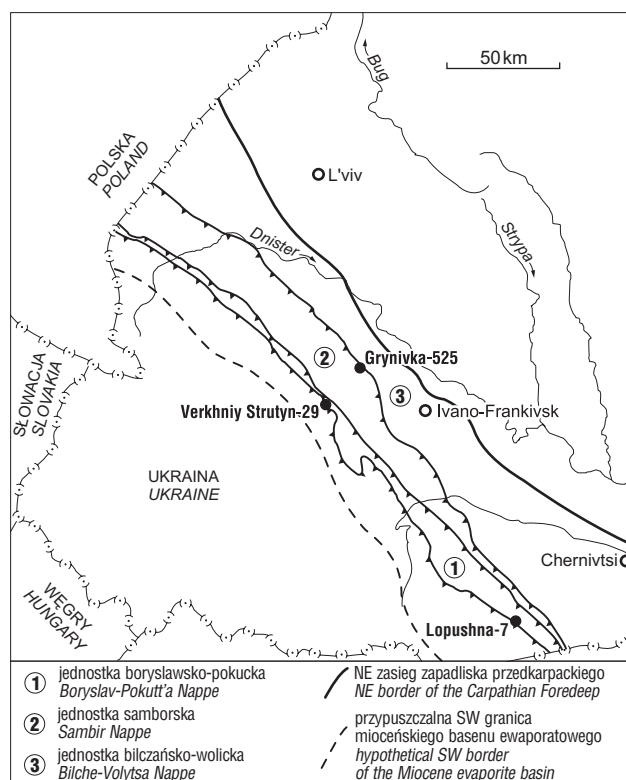 50 km
Bug
L'viv
POLSKA
POLAND
Dnister
Strypa
2
Grynivka-525
3
Ivano-Frankivsk
SŁOWACJA
SLOVAKIA
Verkhniy Strutyn-29
UKRAINA
UKRAINE
Chernivtsi
1
WĘGRY
HUNGARY
Lopushna-7
1 jednostka boryslawsko-pokucka
Boryslav-Pokutt'a Nappe
2 jednostka samborska
Sambir Nappe
3 jednostka bilczańsko-wolicka
Bilche-Volytsa Nappe
NE zasieg zapadliska przedkarpackiego
NE border of the Carpathian Foredeep
przypuszczalna SW granica
mioceńskiego basenu ewaporatowego
hypothetical SW border
of the Miocene evaporite basin